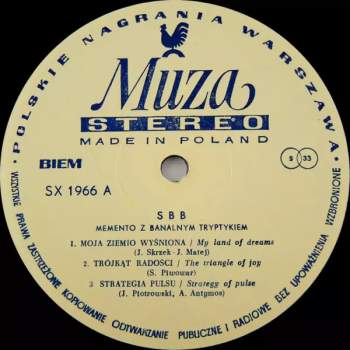 POLSKIE NAGRANIA WARSZAWA
Muza
STEREO
MADE IN POLAND
BIEM
S 33
SX 1966 A
SBB
MEMENTO Z BANALNYM TRYPTYKIEM
1. MOJA ZIEMIO WYŚNIONA / My land of dreams
(J. Skrzek - J. Matej)
2. TRÓJKĄT RADOŚCI / The triangle of joy
(S. Piwowar)
3 STRATEGIA PULSU / Strategy of pulse
(J. Piotrowski, A. Antymos)
WSZYSTKIE PRAWA ZASTRZEŻONE KOPIOWANIE ODTWARZANIE PUBLICZNE I RADIOWE BEZ UPOWAŻNIENIA WZBRONIONE